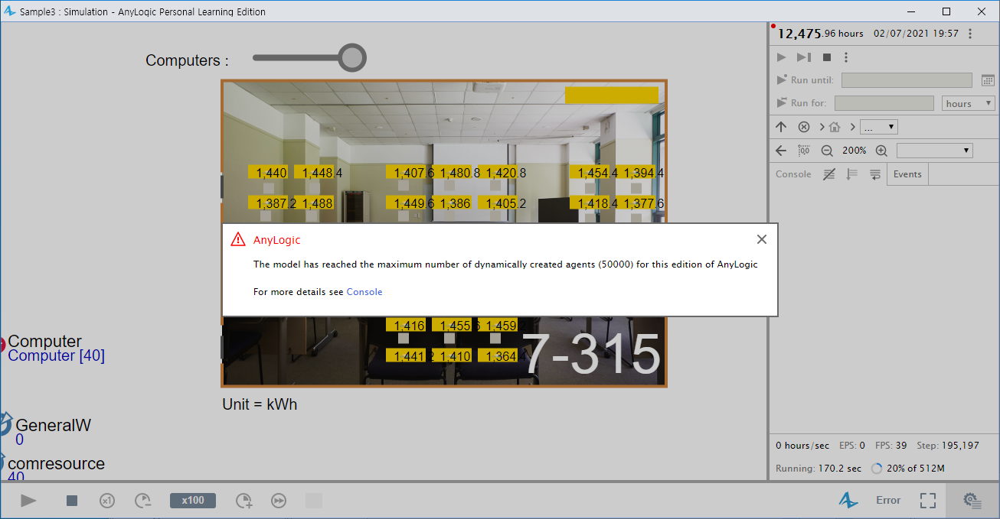 Sample3 : Simulation - AnyLogic Personal Learning Edition
12,475.96 hours 02/07/2021 19:57
Computers :
Run until:
Run for: hours
...
200%
Console Events
1,440 1,448.4 1,407.6 1,480.8 1,420.8 1,454.4 1,394.4
1,387.2 1,488 1,449.6 1,386 1,405.2 1,418.4 1,377.6
AnyLogic
The model has reached the maximum number of dynamically created agents (50000) for this edition of AnyLogic
For more details see Console
1,416 1,455.6 1,459.2
1,441.2 1,410 1,364.4
7-315
Computer
Computer [40]
Unit = kWh
GeneralW
0
comresource
40
0 hours/sec EPS: 0 FPS: 39 Step: 195,197
Running: 170.2 sec 20% of 512M
x1 x100 Error